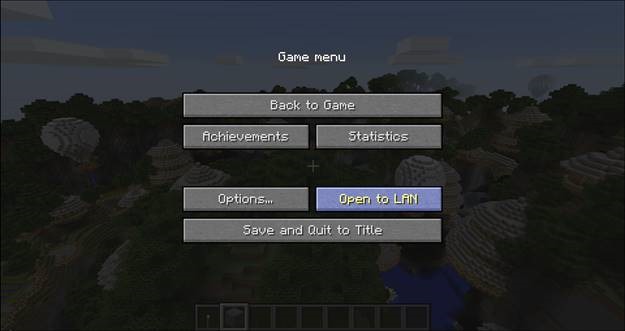 Game menu
Back to Game
Achievements Statistics
Options... Open to LAN
Save and Quit to Title